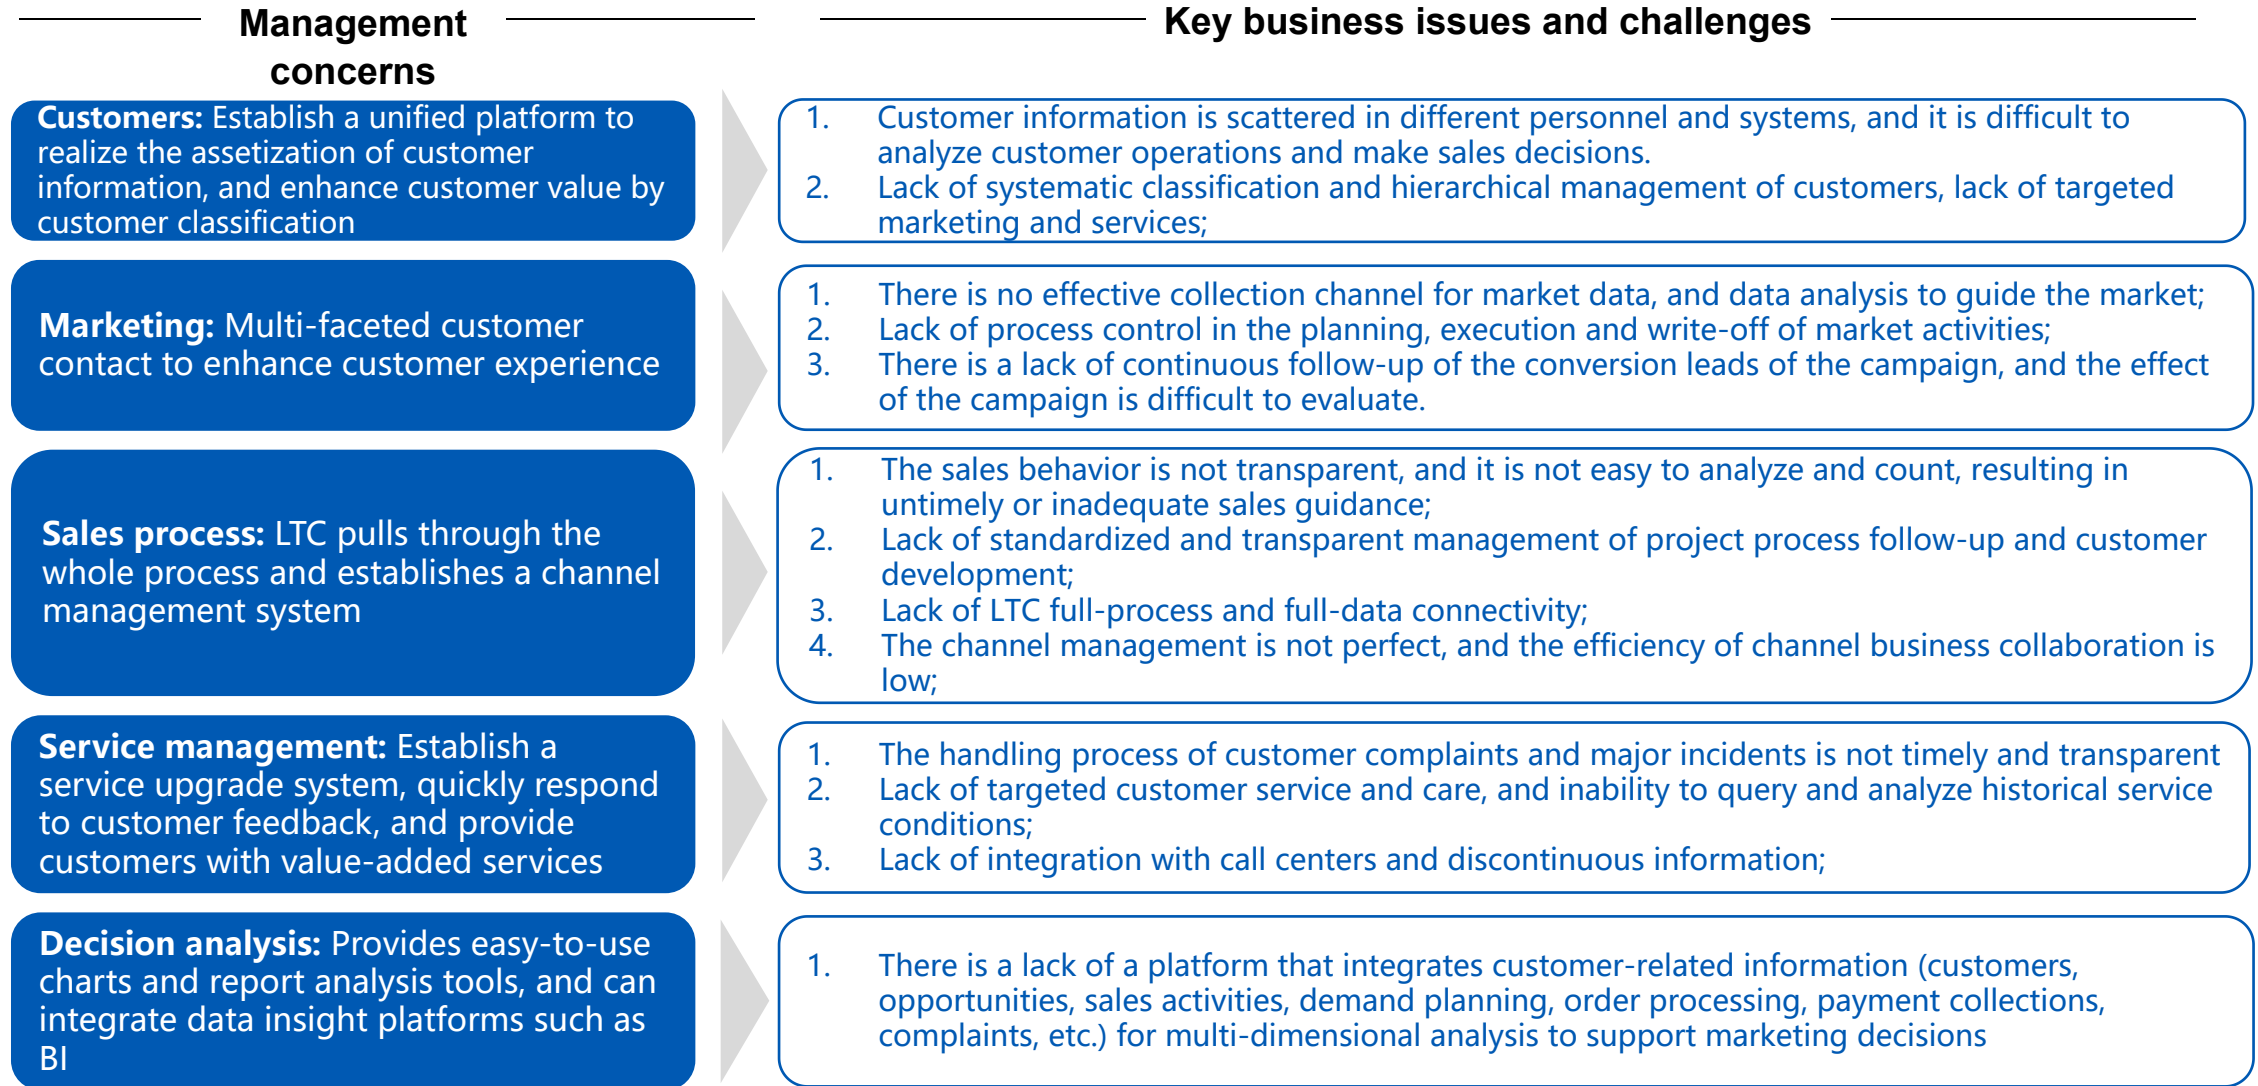 Management
concerns
Key business issues and challenges
Customers: Establish a unified platform to
realize the assetization of customer
information, and enhance customer value by
customer classification
1. Customer information is scattered in different personnel and systems, and it is difficult to
analyze customer operations and make sales decisions.
2. Lack of systematic classification and hierarchical management of customers, lack of targeted
marketing and services;
Marketing: Multi-faceted customer
contact to enhance customer experience
1. There is no effective collection channel for market data, and data analysis to guide the market;
2. Lack of process control in the planning, execution and write-off of market activities;
3. There is a lack of continuous follow-up of the conversion leads of the campaign, and the effect
of the campaign is difficult to evaluate.
Sales process: LTC pulls through the
whole process and establishes a channel
management system
1. The sales behavior is not transparent, and it is not easy to analyze and count, resulting in
untimely or inadequate sales guidance;
2. Lack of standardized and transparent management of project process follow-up and customer
development;
3. Lack of LTC full-process and full-data connectivity;
4. The channel management is not perfect, and the efficiency of channel business collaboration is
low;
Service management: Establish a
service upgrade system, quickly respond
to customer feedback, and provide
customers with value-added services
1. The handling process of customer complaints and major incidents is not timely and transparent
2. Lack of targeted customer service and care, and inability to query and analyze historical service
conditions;
3. Lack of integration with call centers and discontinuous information;
Decision analysis: Provides easy-to-use
charts and report analysis tools, and can
integrate data insight platforms such as
BI
1. There is a lack of a platform that integrates customer-related information (customers,
opportunities, sales activities, demand planning, order processing, payment collections,
complaints, etc.) for multi-dimensional analysis to support marketing decisions